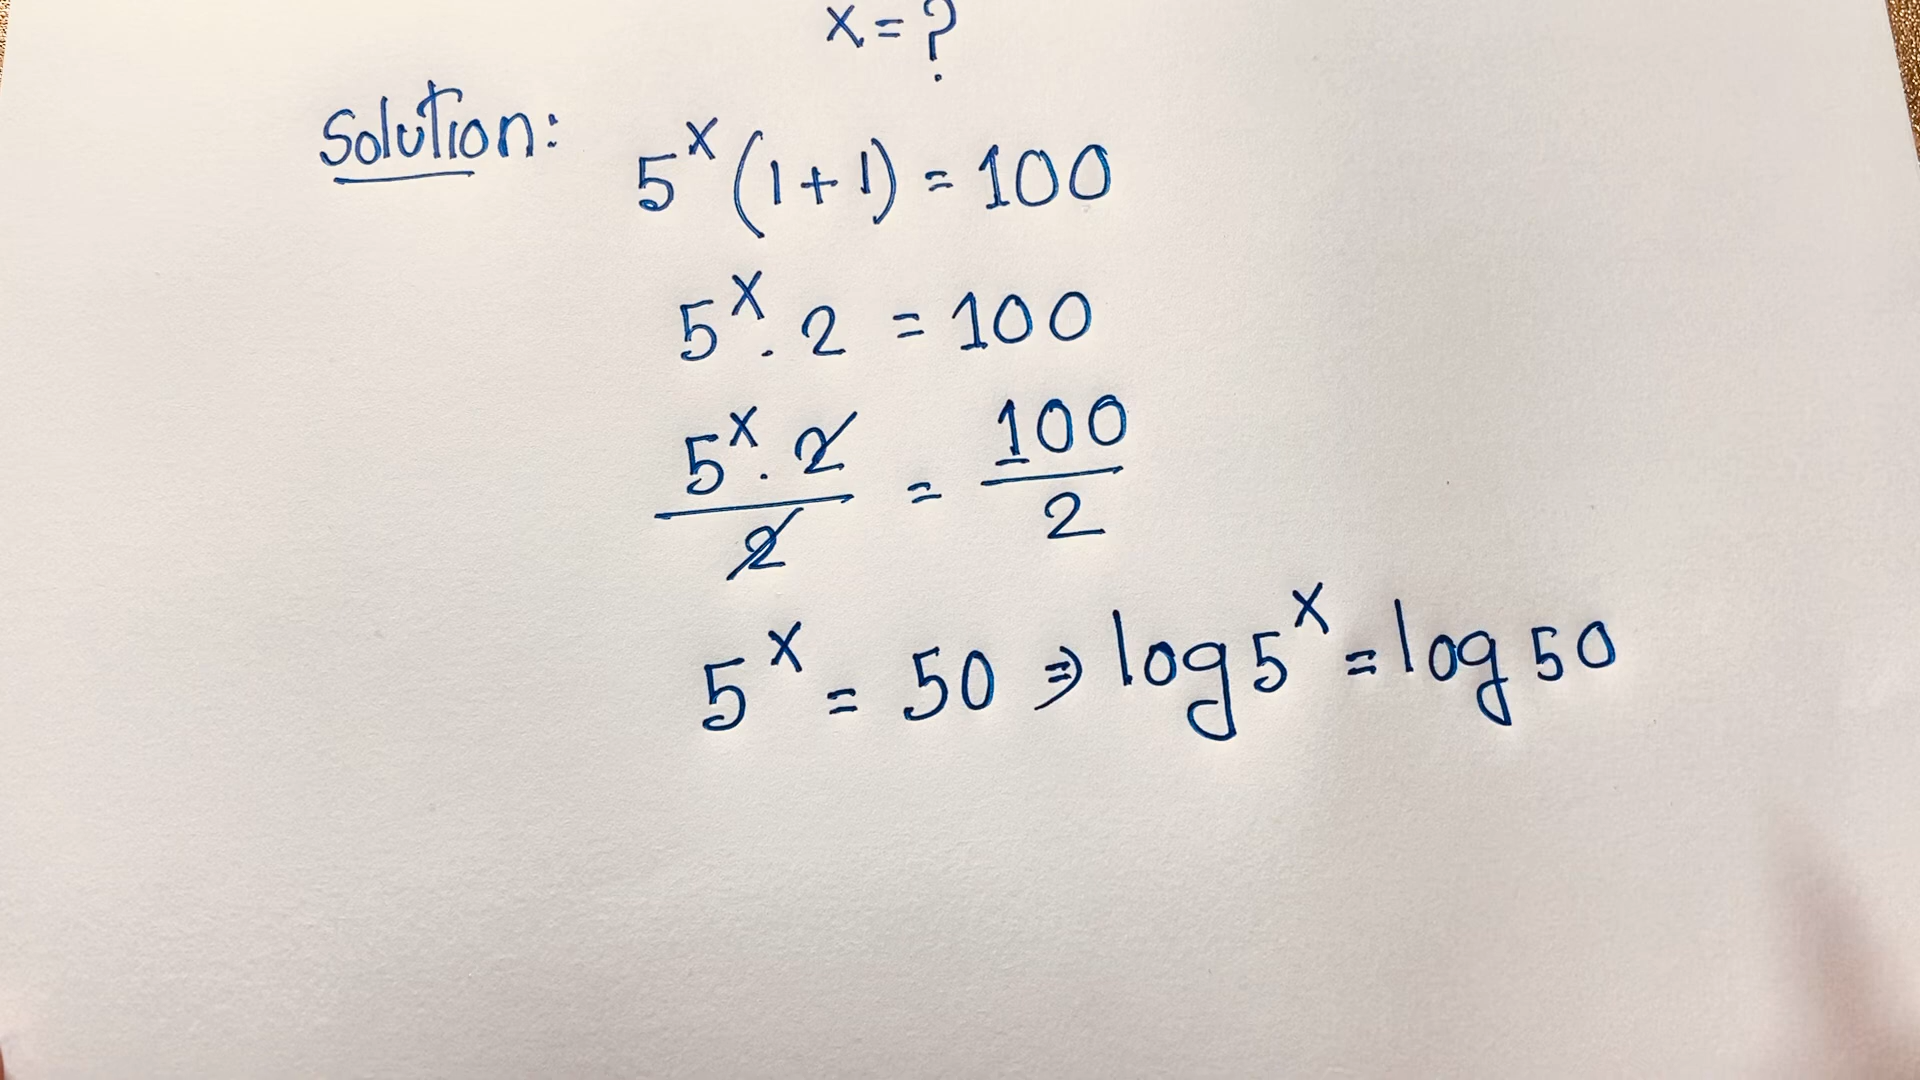 x = ?
Solution:
5^x (1+1) = 100
5^x . 2 = 100
5^x . 2 / 2 = 100 / 2
5^x = 50 ⇒ log 5^x = log 50